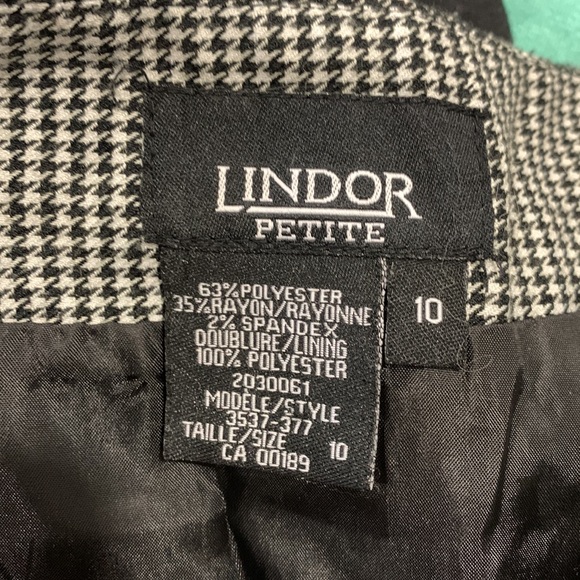 LINDOR
PETITE
10
63%POLYESTER
35%RAYON/RAYONNE
2% SPANDEX
DOUBLURE/LINING
100% POLYESTER
2030061
MODÈLE/STYLE
3537-377
TAILLE/SIZE 10
CA 00189